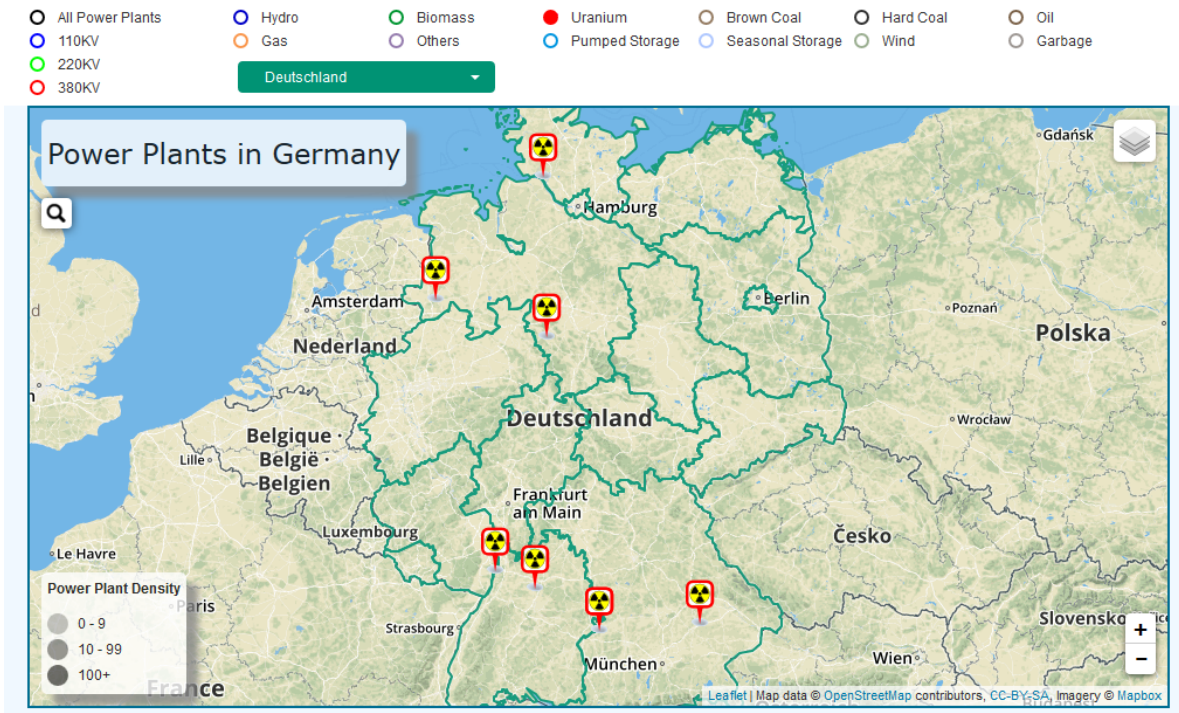 All Power Plants Hydro Biomass Uranium Brown Coal Hard Coal Oil
110KV Gas Others Pumped Storage Seasonal Storage Wind Garbage
220KV
380KV
Deutschland
Power Plants in Germany
Gdańsk
Hamburg
Amsterdam
Berlin
Poznań
Nederland
Polska
Deutschland
Wrocław
Belgique ·
België ·
Belgien
Lille
Frankfurt
am Main
Luxembourg
Česko
Le Havre
Power Plant Density
0 - 9
10 - 99
100+
Paris
Strasbourg
Slovensko
+
−
München
Wien
France
Leaflet | Map data © OpenStreetMap contributors, CC-BY-SA, Imagery © Mapbox